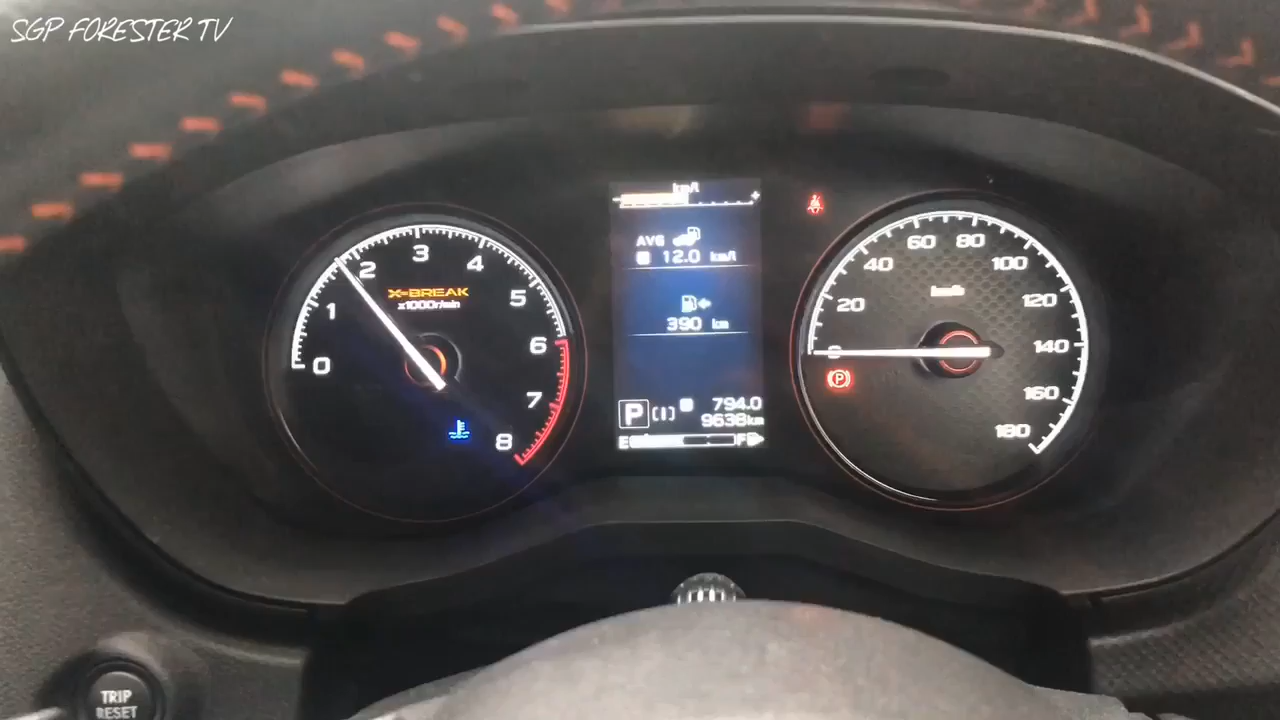 SGP FORESTER TV
km/l
- +
AVG
12.0 km/l
390 km
P
794.0
9638km
E F
0
1
2
3
4
5
6
7
8
X-BREAK
x1000r/min
0
20
40
60
80
100
120
140
160
180
km/h
P
TRIP
RESET